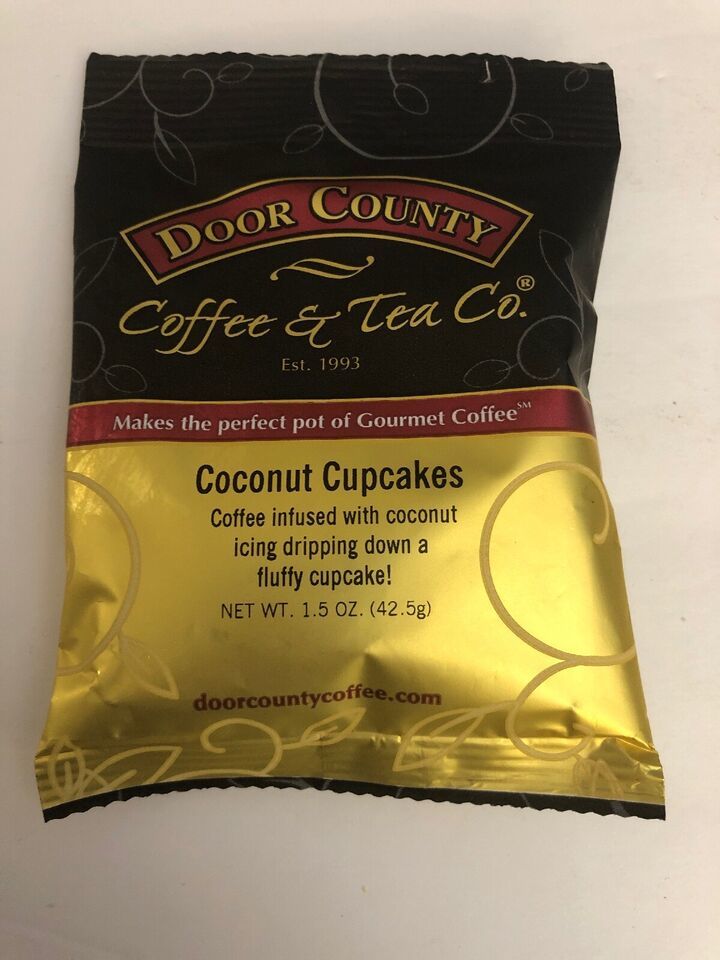 DOOR COUNTY
Coffee & Tea Co.®
Est. 1993
Makes the perfect pot of Gourmet Coffee℠
Coconut Cupcakes
Coffee infused with coconut
icing dripping down a
fluffy cupcake!
NET WT. 1.5 OZ. (42.5g)
doorcountycoffee.com